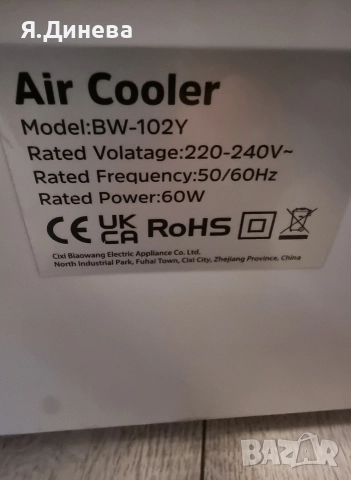 Я.Динева
Air Cooler
Model:BW-102Y
Rated Volatage:220-240V~
Rated Frequency:50/60Hz
Rated Power:60W
CE UK CA RoHS
Cixi Biaowang Electric Appliance Co. Ltd.
North Industrial Park, Fuhai Town, Cixi City, Zhejiang Province, China
BAZAR